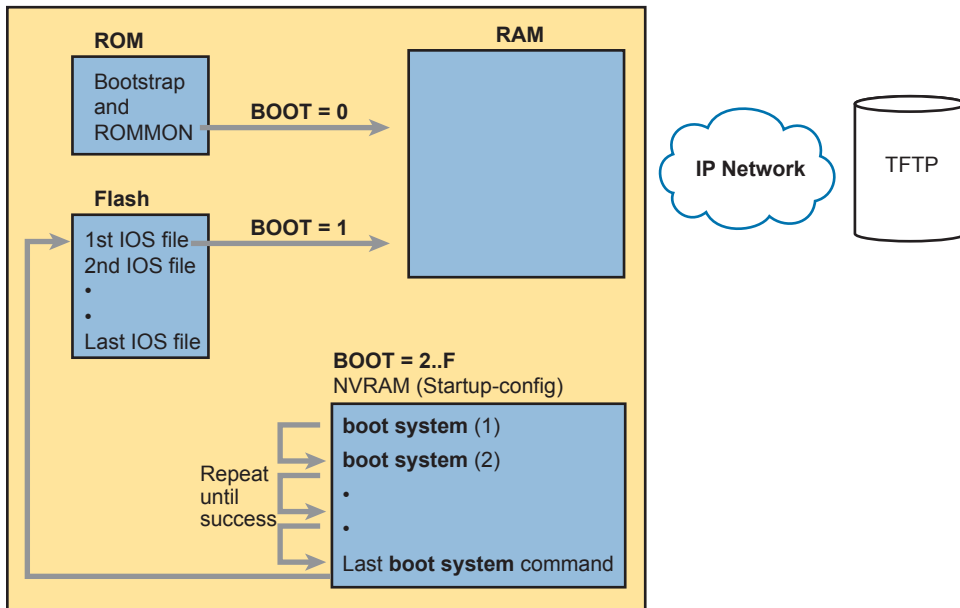 ROM
Bootstrap
and
ROMMON
BOOT = 0
RAM
IP Network
TFTP
Flash
1st IOS file
2nd IOS file
•
•
Last IOS file
BOOT = 1
BOOT = 2..F
NVRAM (Startup-config)
boot system (1)
boot system (2)
•
•
Last boot system command
Repeat
until
success